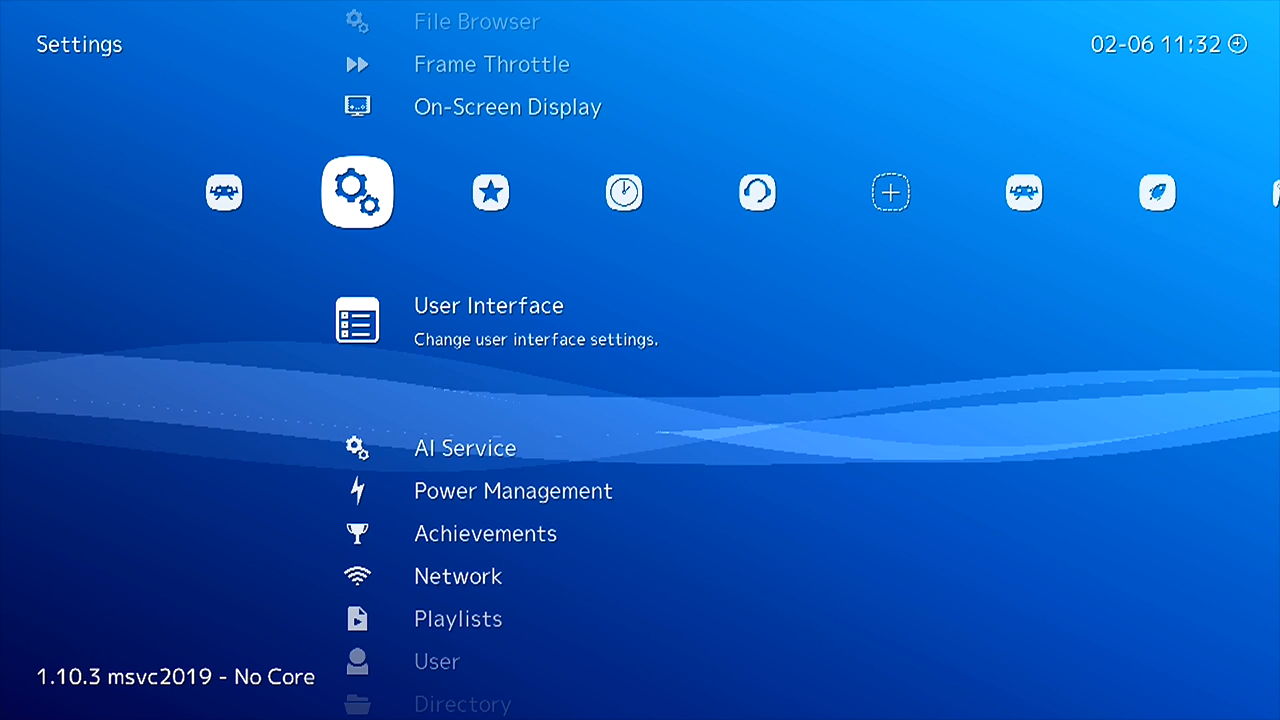 File Browser
Settings
02-06 11:32
Frame Throttle
On-Screen Display
User Interface
Change user interface settings.
AI Service
Power Management
Achievements
Network
Playlists
User
1.10.3 msvc2019 - No Core
Directory